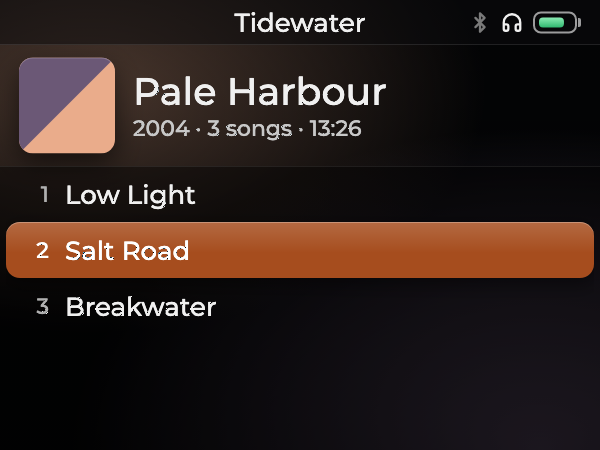 Tidewater
Pale Harbour
2004 · 3 songs · 13:26
1 Low Light
2 Salt Road
3 Breakwater